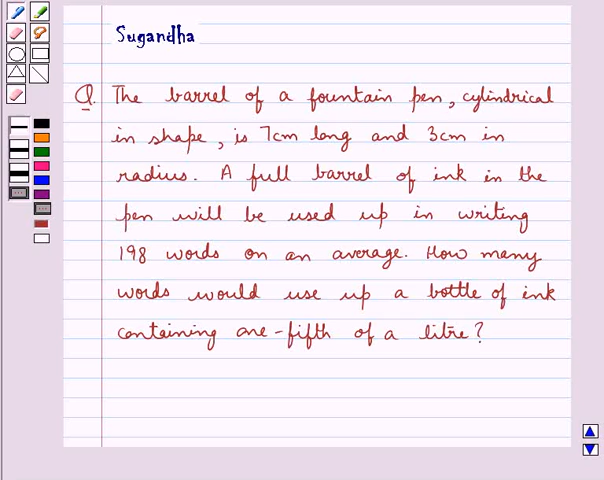 Sugandha
Q. The barrel of a fountain pen, cylindrical
in shape, is 7cm long and 3cm in
radius. A full barrel of ink in the
pen will be used up in writing
198 words on an average. How many
words would use up a bottle of ink
containing one-fifth of a litre?